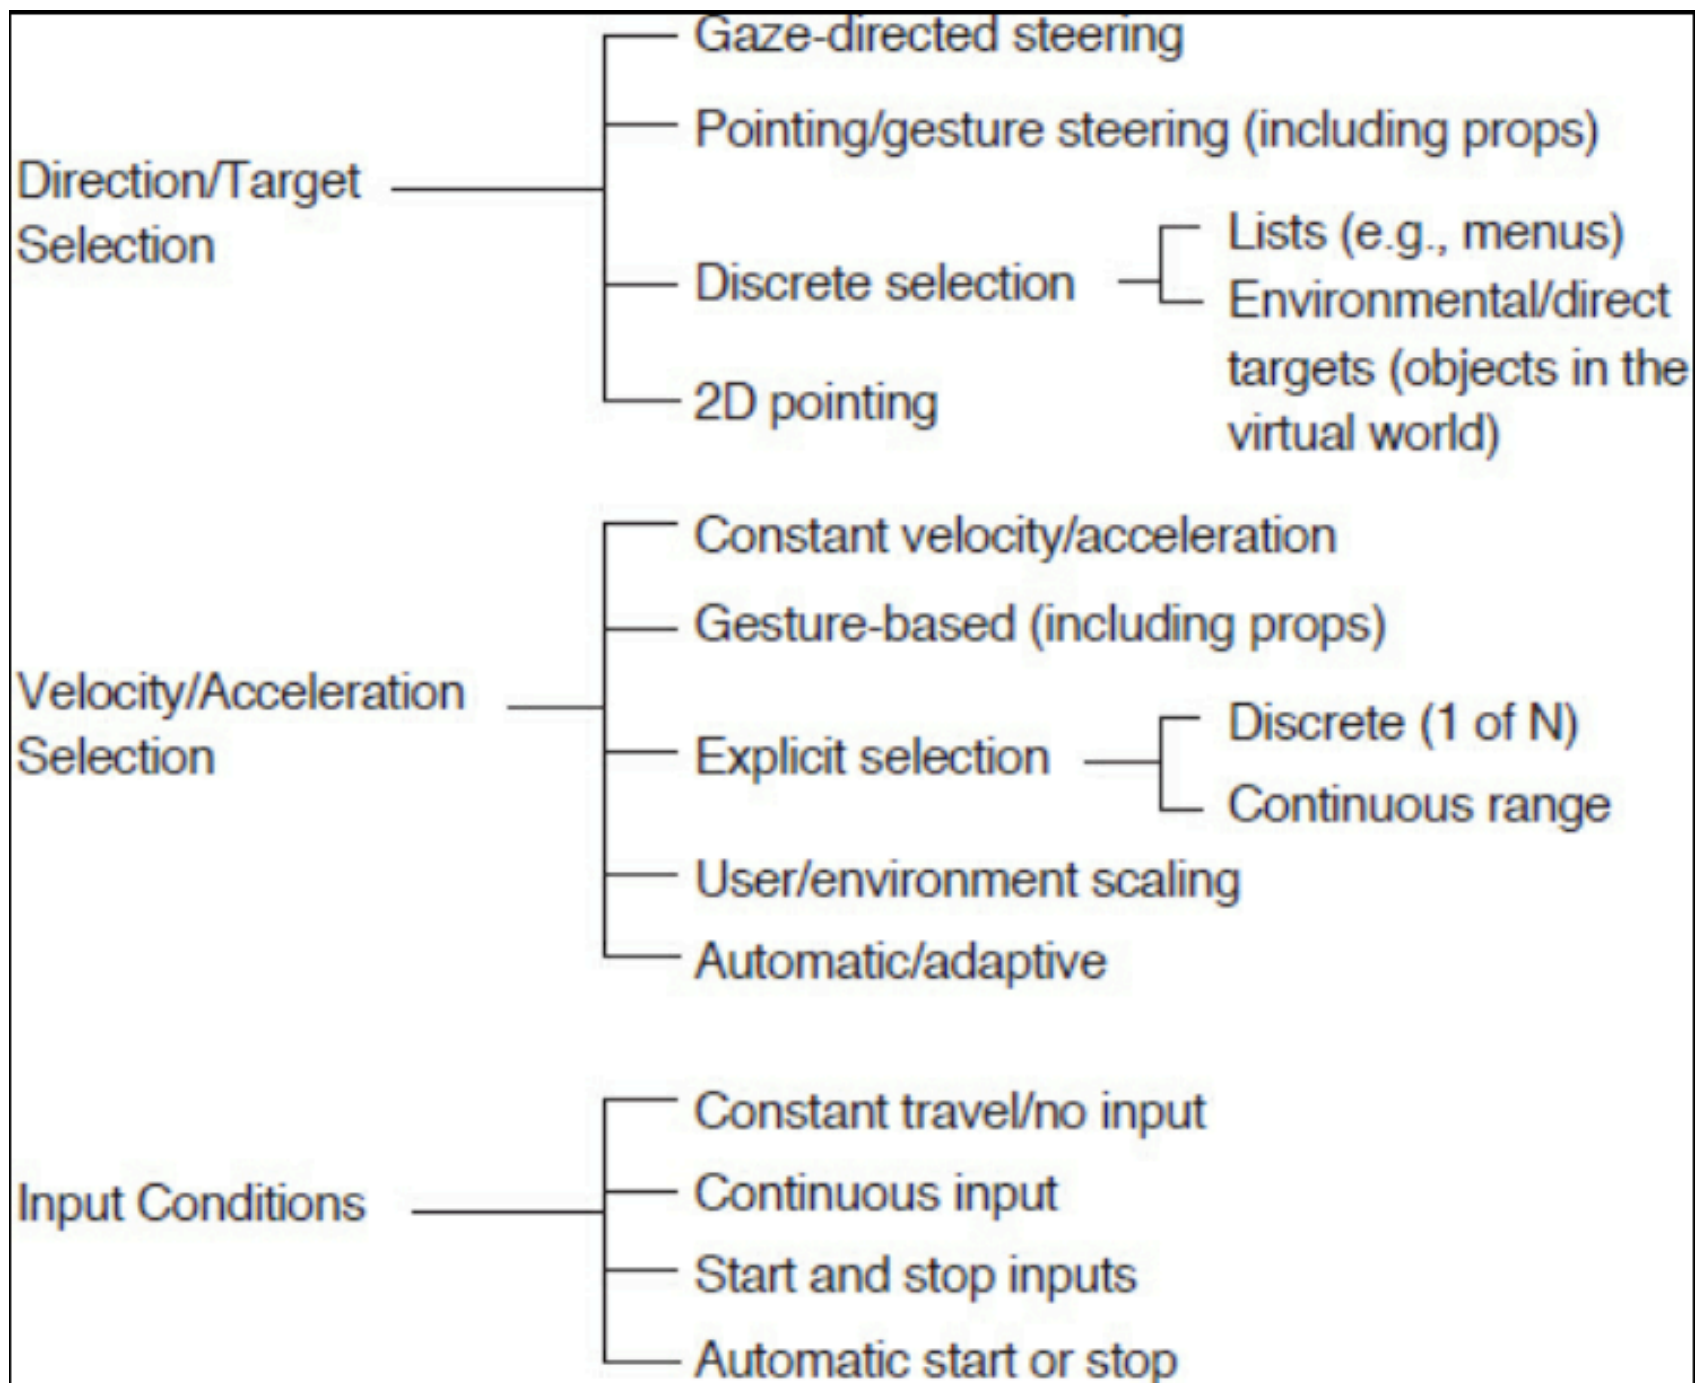 Gaze-directed steering
Pointing/gesture steering (including props)
Direction/Target
Selection
Discrete selection
Lists (e.g., menus)
Environmental/direct
targets (objects in the
virtual world)
2D pointing
Constant velocity/acceleration
Gesture-based (including props)
Velocity/Acceleration
Selection
Explicit selection
Discrete (1 of N)
Continuous range
User/environment scaling
Automatic/adaptive
Constant travel/no input
Input Conditions
Continuous input
Start and stop inputs
Automatic start or stop